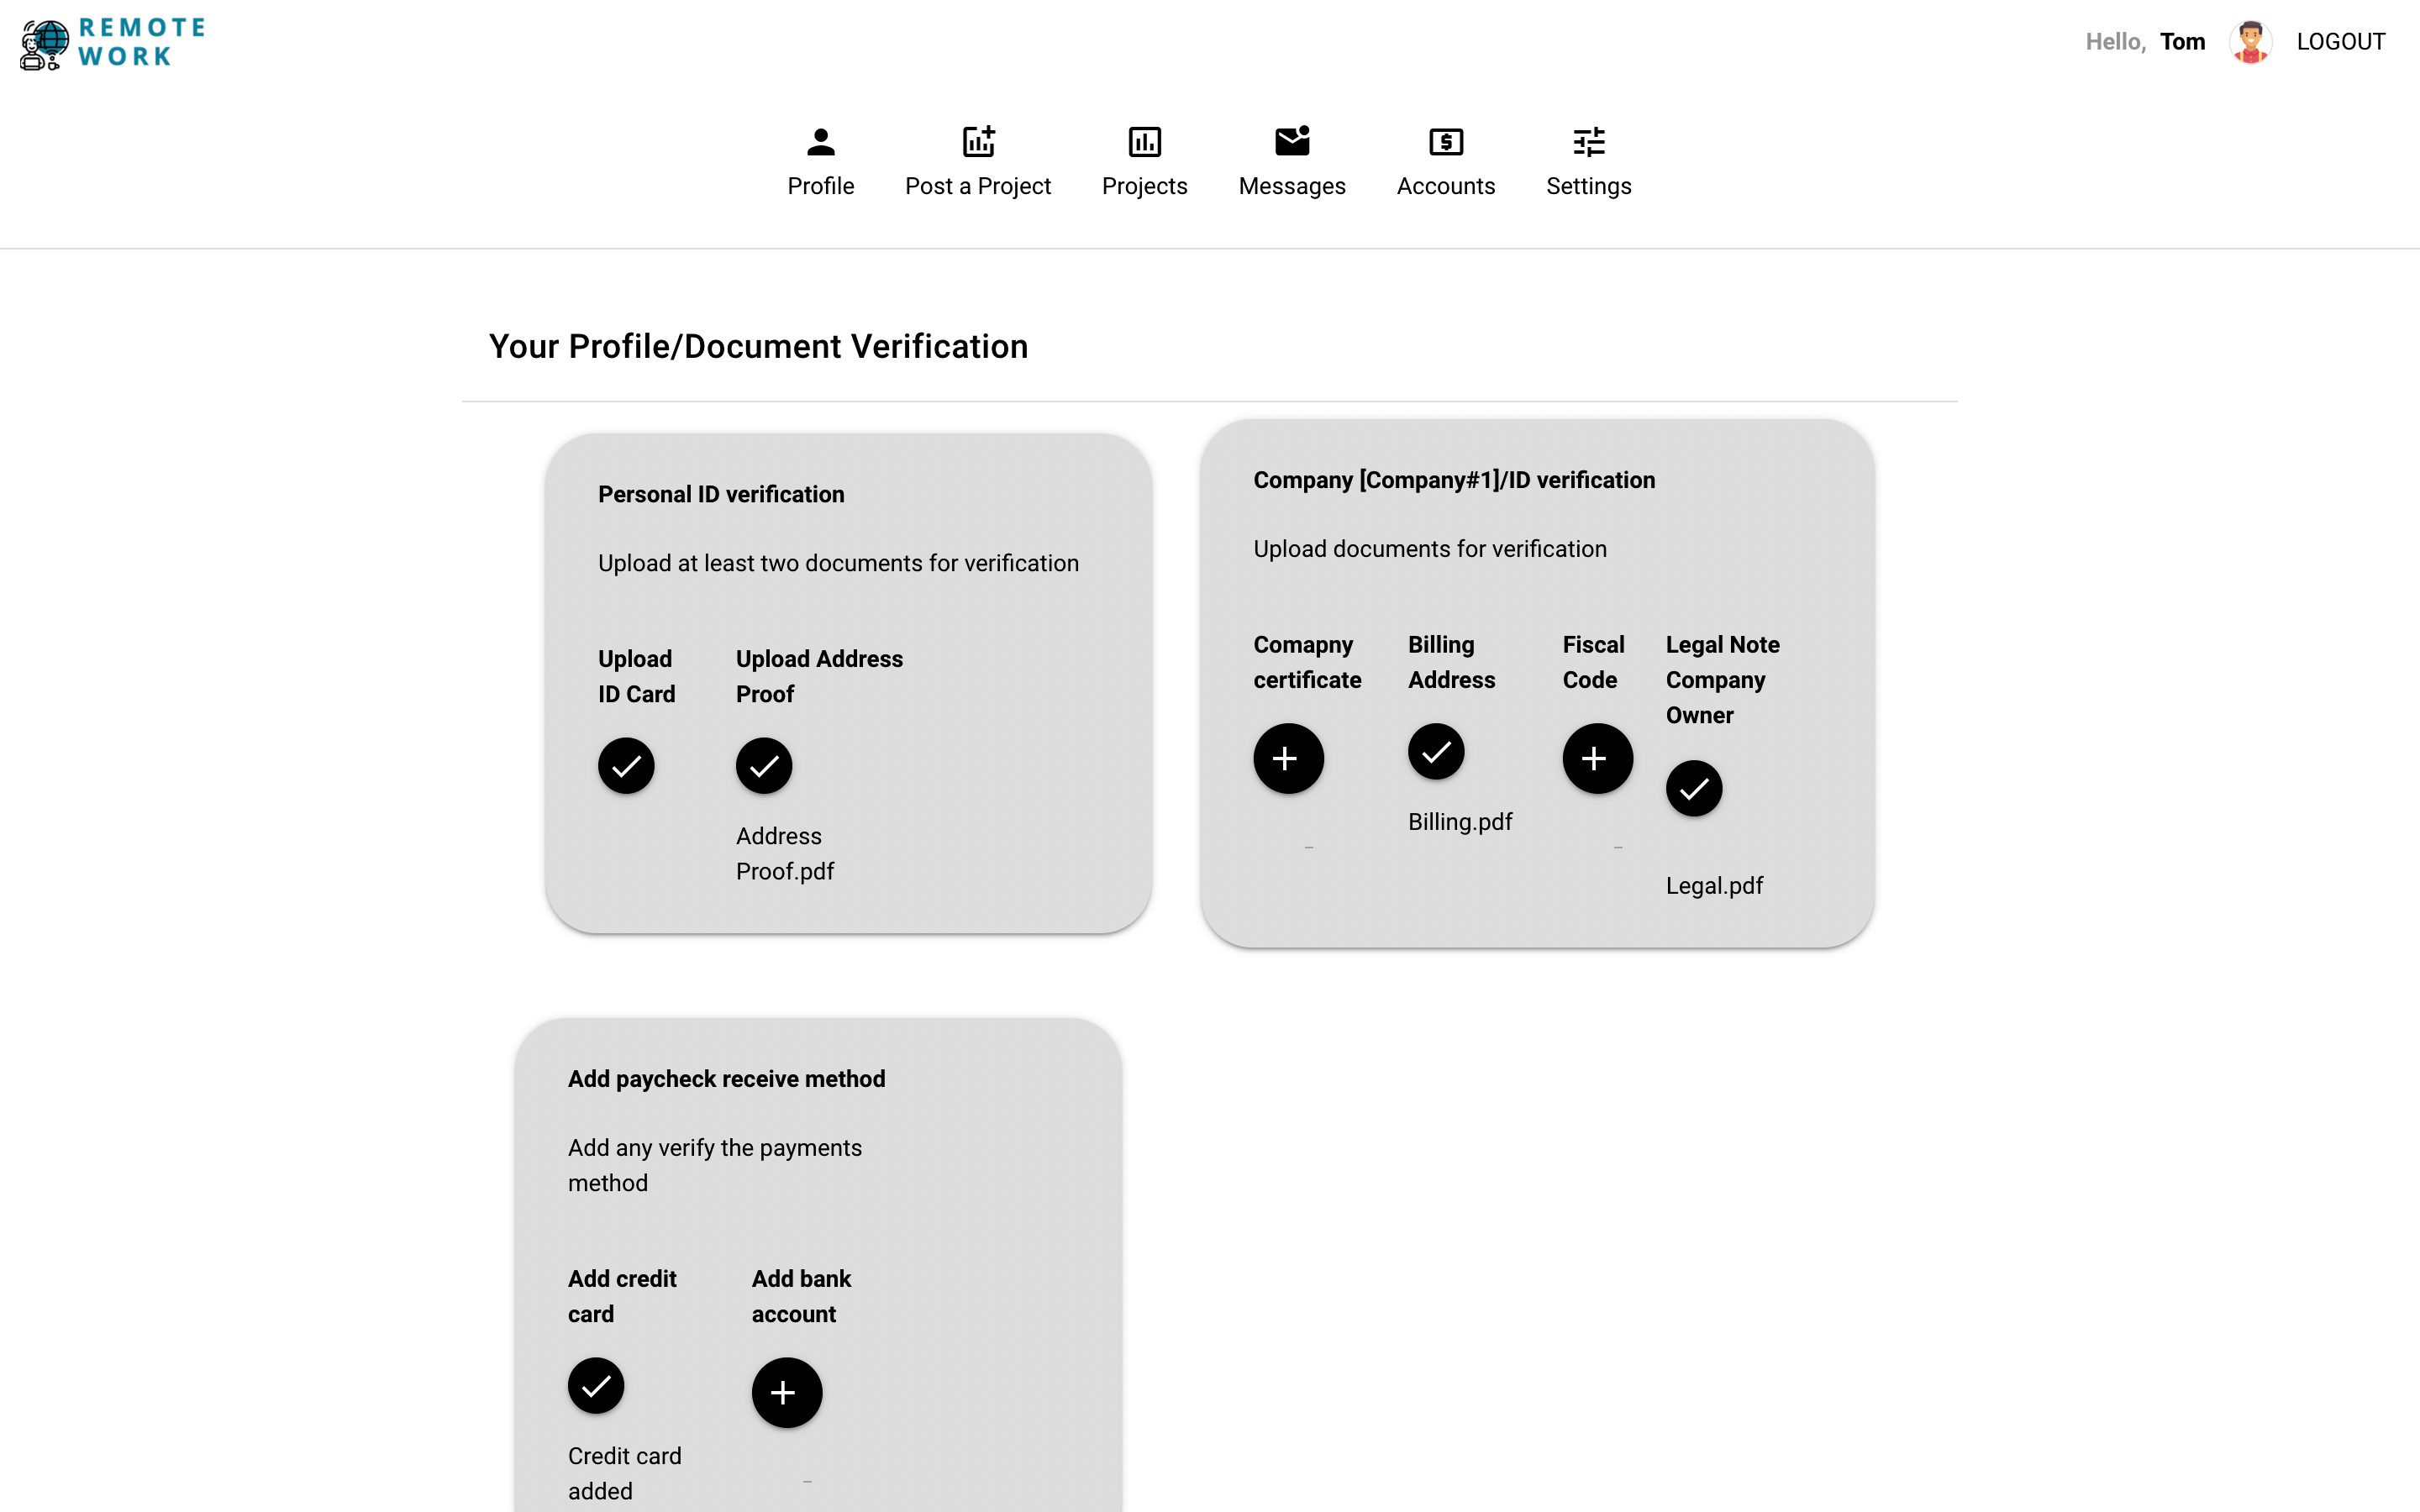 REMOTE
WORK
Hello, Tom
LOGOUT
Profile
Post a Project
Projects
Messages
Accounts
Settings
Your Profile/Document Verification
Personal ID verification
Upload at least two documents for verification
Upload
ID Card
Upload Address
Proof
Address
Proof.pdf
Company [Company#1]/ID verification
Upload documents for verification
Comapny
certificate
Billing
Address
Billing.pdf
Fiscal
Code
Legal Note
Company
Owner
Legal.pdf
Add paycheck receive method
Add any verify the payments
method
Add credit
card
Credit card
added
Add bank
account